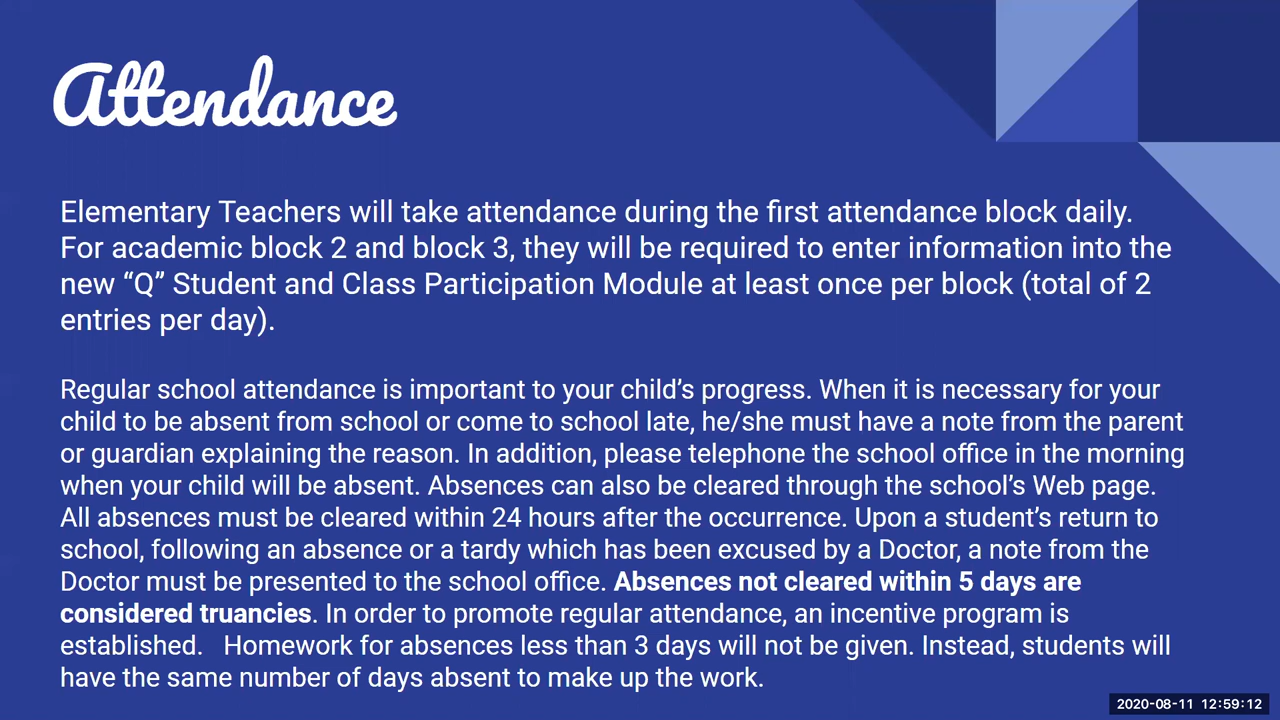 Attendance
Elementary Teachers will take attendance during the first attendance block daily.
For academic block 2 and block 3, they will be required to enter information into the
new “Q” Student and Class Participation Module at least once per block (total of 2
entries per day).
Regular school attendance is important to your child’s progress. When it is necessary for your
child to be absent from school or come to school late, he/she must have a note from the parent
or guardian explaining the reason. In addition, please telephone the school office in the morning
when your child will be absent. Absences can also be cleared through the school’s Web page.
All absences must be cleared within 24 hours after the occurrence. Upon a student’s return to
school, following an absence or a tardy which has been excused by a Doctor, a note from the
Doctor must be presented to the school office. Absences not cleared within 5 days are
considered truancies. In order to promote regular attendance, an incentive program is
established.   Homework for absences less than 3 days will not be given. Instead, students will
have the same number of days absent to make up the work.
2020-08-11 12:59:12